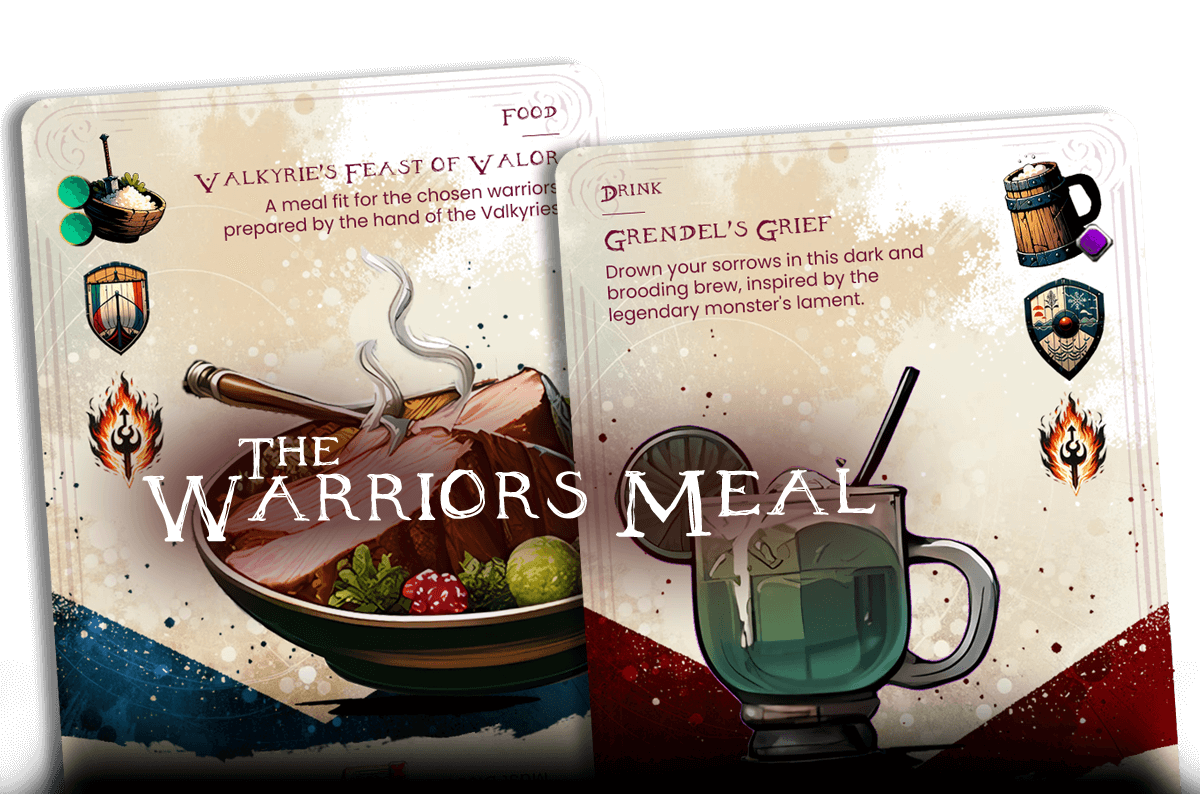 Food
Valkyrie's Feast of Valor
A meal fit for the chosen warriors
prepared by the hand of the Valkyries
Drink
Grendel's Grief
Drown your sorrows in this dark and
brooding brew, inspired by the
legendary monster's lament.
The
Warriors Meal